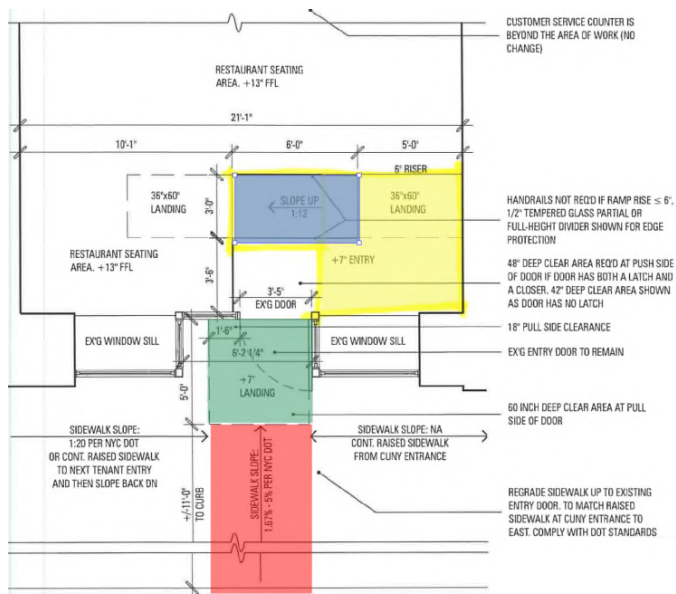 CUSTOMER SERVICE COUNTER IS
BEYOND THE AREA OF WORK (NO
CHANGE)
RESTAURANT SEATING
AREA. +13" FFL
21'-1"
10'-1"
6'-0"
5'-0"
6" RISER
36"x60"
LANDING
3'-0"
SLOPE UP
1:12
36"x60"
LANDING
HANDRAILS NOT REQ'D IF RAMP RISE ≤ 6",
1/2" TEMPERED GLASS PARTIAL OR
FULL-HEIGHT DIVIDER SHOWN FOR EDGE
PROTECTION
RESTAURANT SEATING
AREA. +13" FFL
3'-6"
+7" ENTRY
48" DEEP CLEAR AREA REQ'D AT PUSH SIDE
OF DOOR IF DOOR HAS BOTH A LATCH AND
A CLOSER. 42" DEEP CLEAR AREA SHOWN
AS DOOR HAS NO LATCH
3'-5"
EX'G DOOR
1'-6"
18" PULL SIDE CLEARANCE
EX'G WINDOW SILL
6'-2 1/4"
EX'G WINDOW SILL
EX'G ENTRY DOOR TO REMAIN
5'-0"
+7"
LANDING
60 INCH DEEP CLEAR AREA AT PULL
SIDE OF DOOR
SIDEWALK SLOPE:
1:20 PER NYC DOT
OR CONT. RAISED SIDEWALK
TO NEXT TENANT ENTRY
AND THEN SLOPE BACK DN
+/-11'-0"
TO CURB
SIDEWALK SLOPE:
1.67% - 5% PER NYC DOT
SIDEWALK SLOPE: NA
CONT. RAISED SIDEWALK
FROM CUNY ENTRANCE
REGRADE SIDEWALK UP TO EXISTING
ENTRY DOOR. TO MATCH RAISED
SIDEWALK AT CUNY ENTRANCE TO
EAST. COMPLY WITH DOT STANDARDS